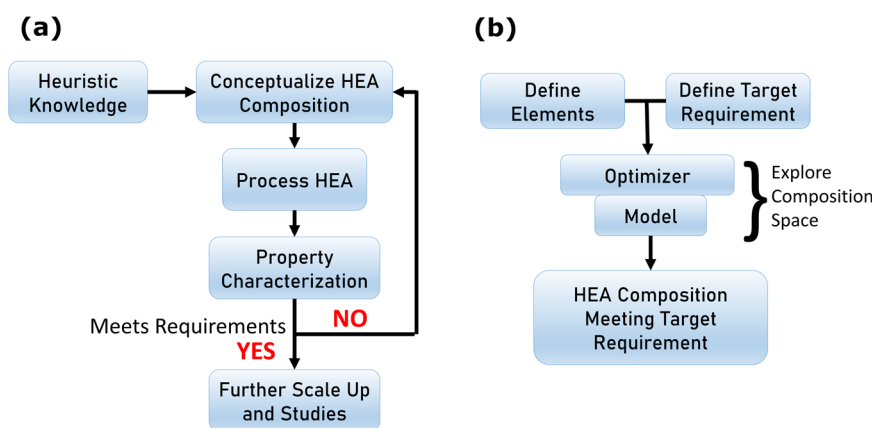 (a)
Heuristic
Knowledge
Conceptualize HEA
Composition
Process HEA
Property
Characterization
Meets Requirements
NO
YES
Further Scale Up
and Studies
(b)
Define
Elements
Define Target
Requirement
Optimizer
Model
Explore
Composition
Space
HEA Composition
Meeting Target
Requirement